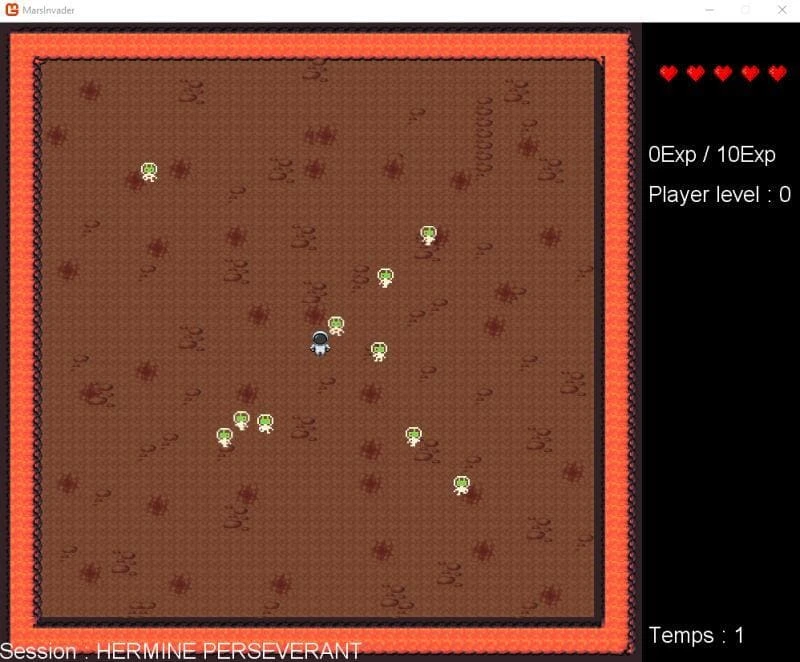 MarsInvader
0Exp / 10Exp
Player level : 0
Temps : 1
Session : HERMINE PERSEVERANT